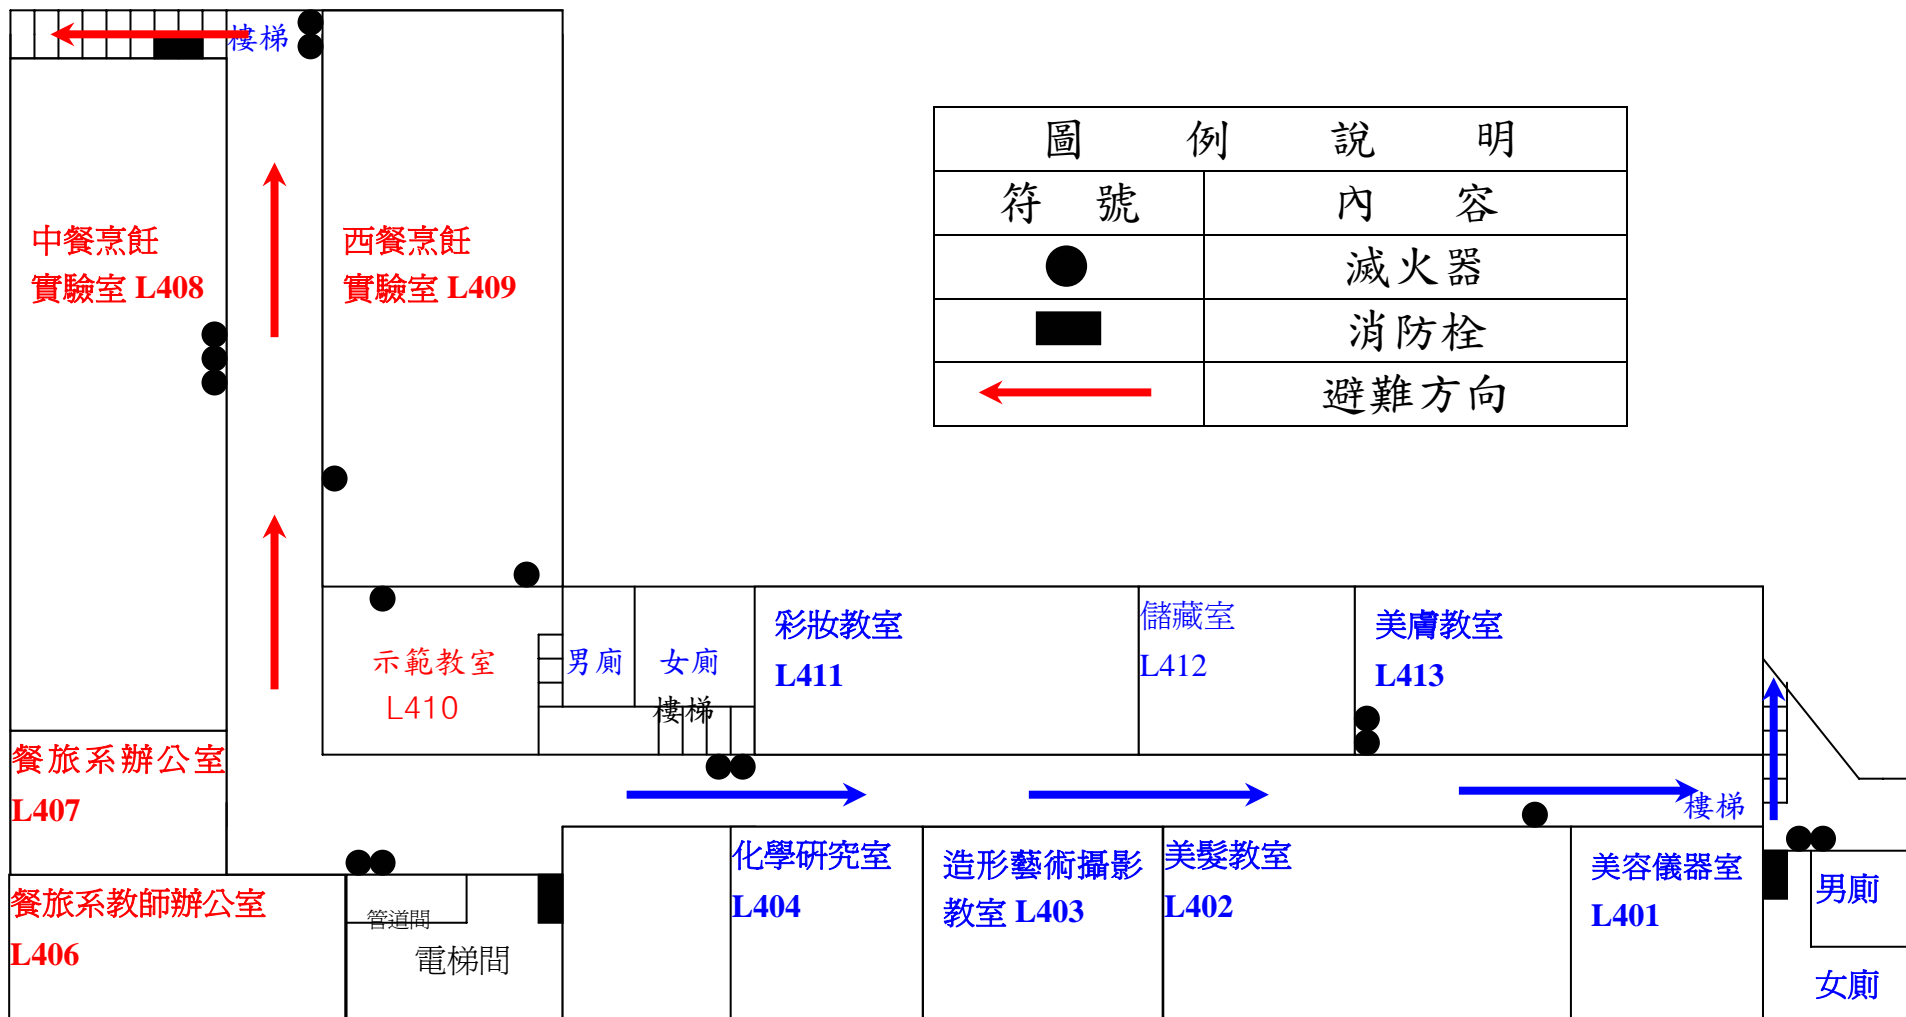 樓梯
圖 例 說 明
符 號 內 容
滅火器
消防栓
避難方向
中餐烹飪
實驗室 L408
西餐烹飪
實驗室 L409
示範教室
L410
男廁
女廁
樓梯
彩妝教室
L411
儲藏室
L412
美膚教室
L413
餐旅系辦公室
L407
樓梯
餐旅系教師辦公室
L406
管道間
電梯間
化學研究室
L404
造形藝術攝影
教室 L403
美髮教室
L402
美容儀器室
L401
男廁
女廁